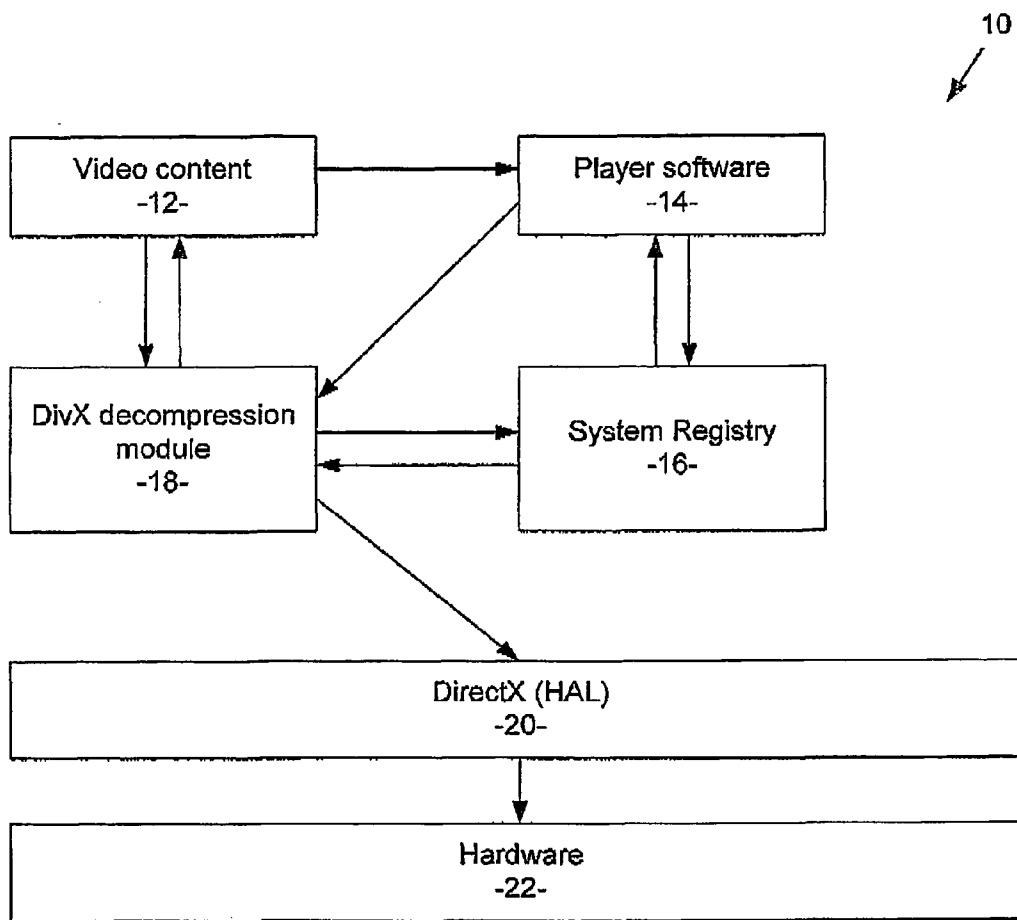 10
Video content
-12-
Player software
-14-
DivX decompression
module
-18-
System Registry
-16-
DirectX (HAL)
-20-
Hardware
-22-